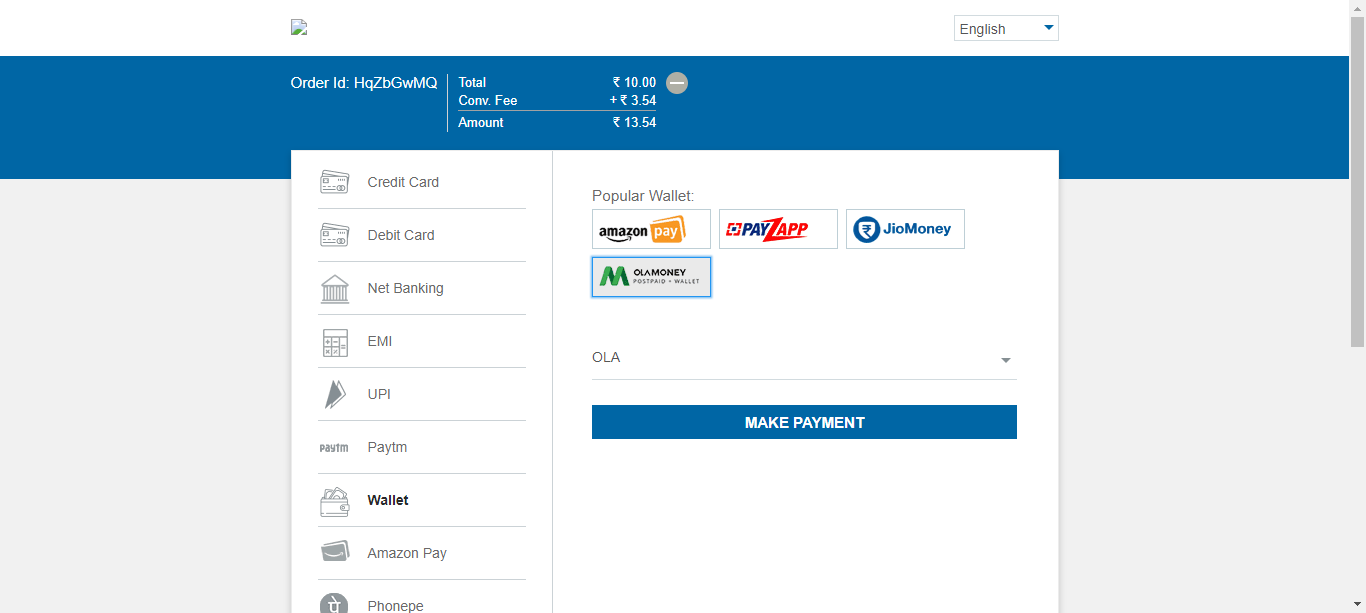 English
Order Id: HqZbGwMQ
Total ₹ 10.00
Conv. Fee + ₹ 3.54
Amount ₹ 13.54
Credit Card
Debit Card
Net Banking
EMI
UPI
paytm Paytm
Wallet
Amazon Pay
पे Phonepe
Popular Wallet:
amazon pay PAYZAPP ₹ JioMoney
OLAMONEY
POSTPAID + WALLET
OLA
MAKE PAYMENT